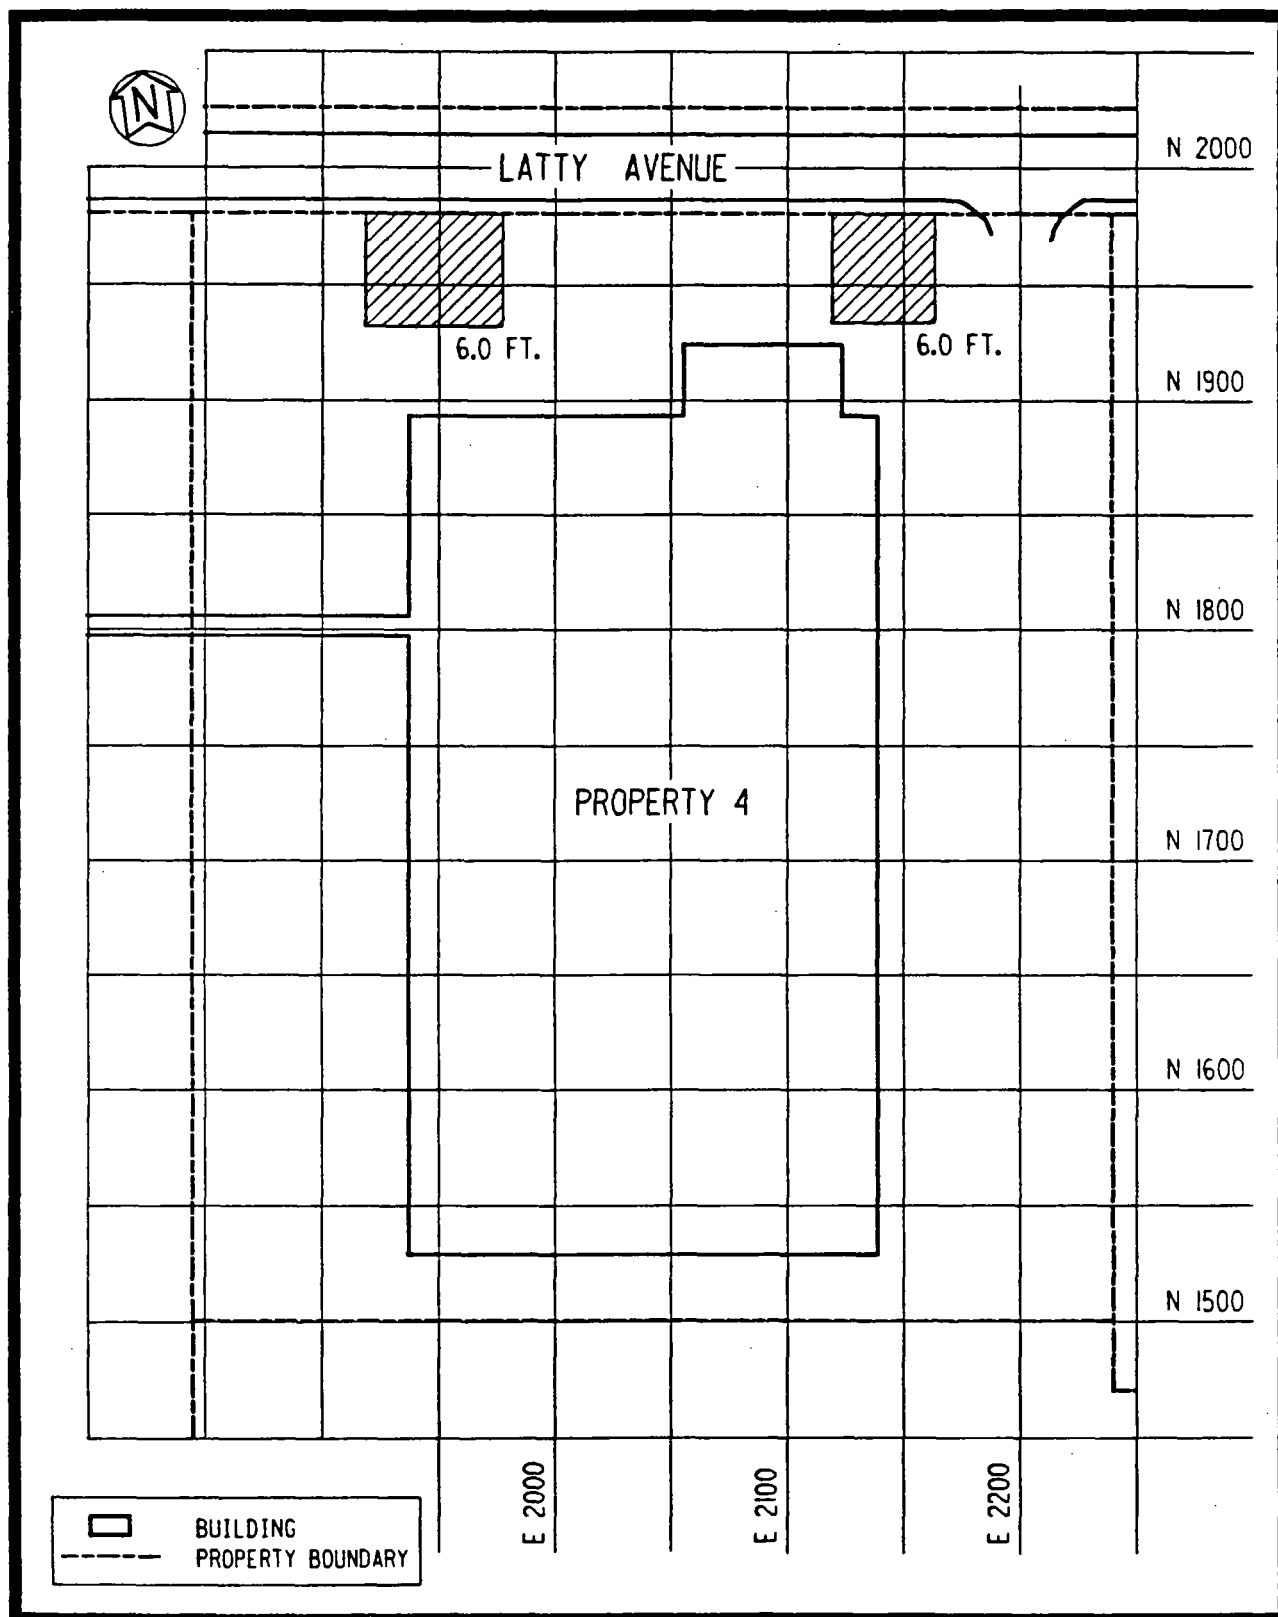 N
N 2000
LATTY AVENUE
6.0 FT.
6.0 FT.
N 1900
N 1800
PROPERTY 4
N 1700
N 1600
N 1500
E 2000
E 2100
E 2200
BUILDING
PROPERTY BOUNDARY